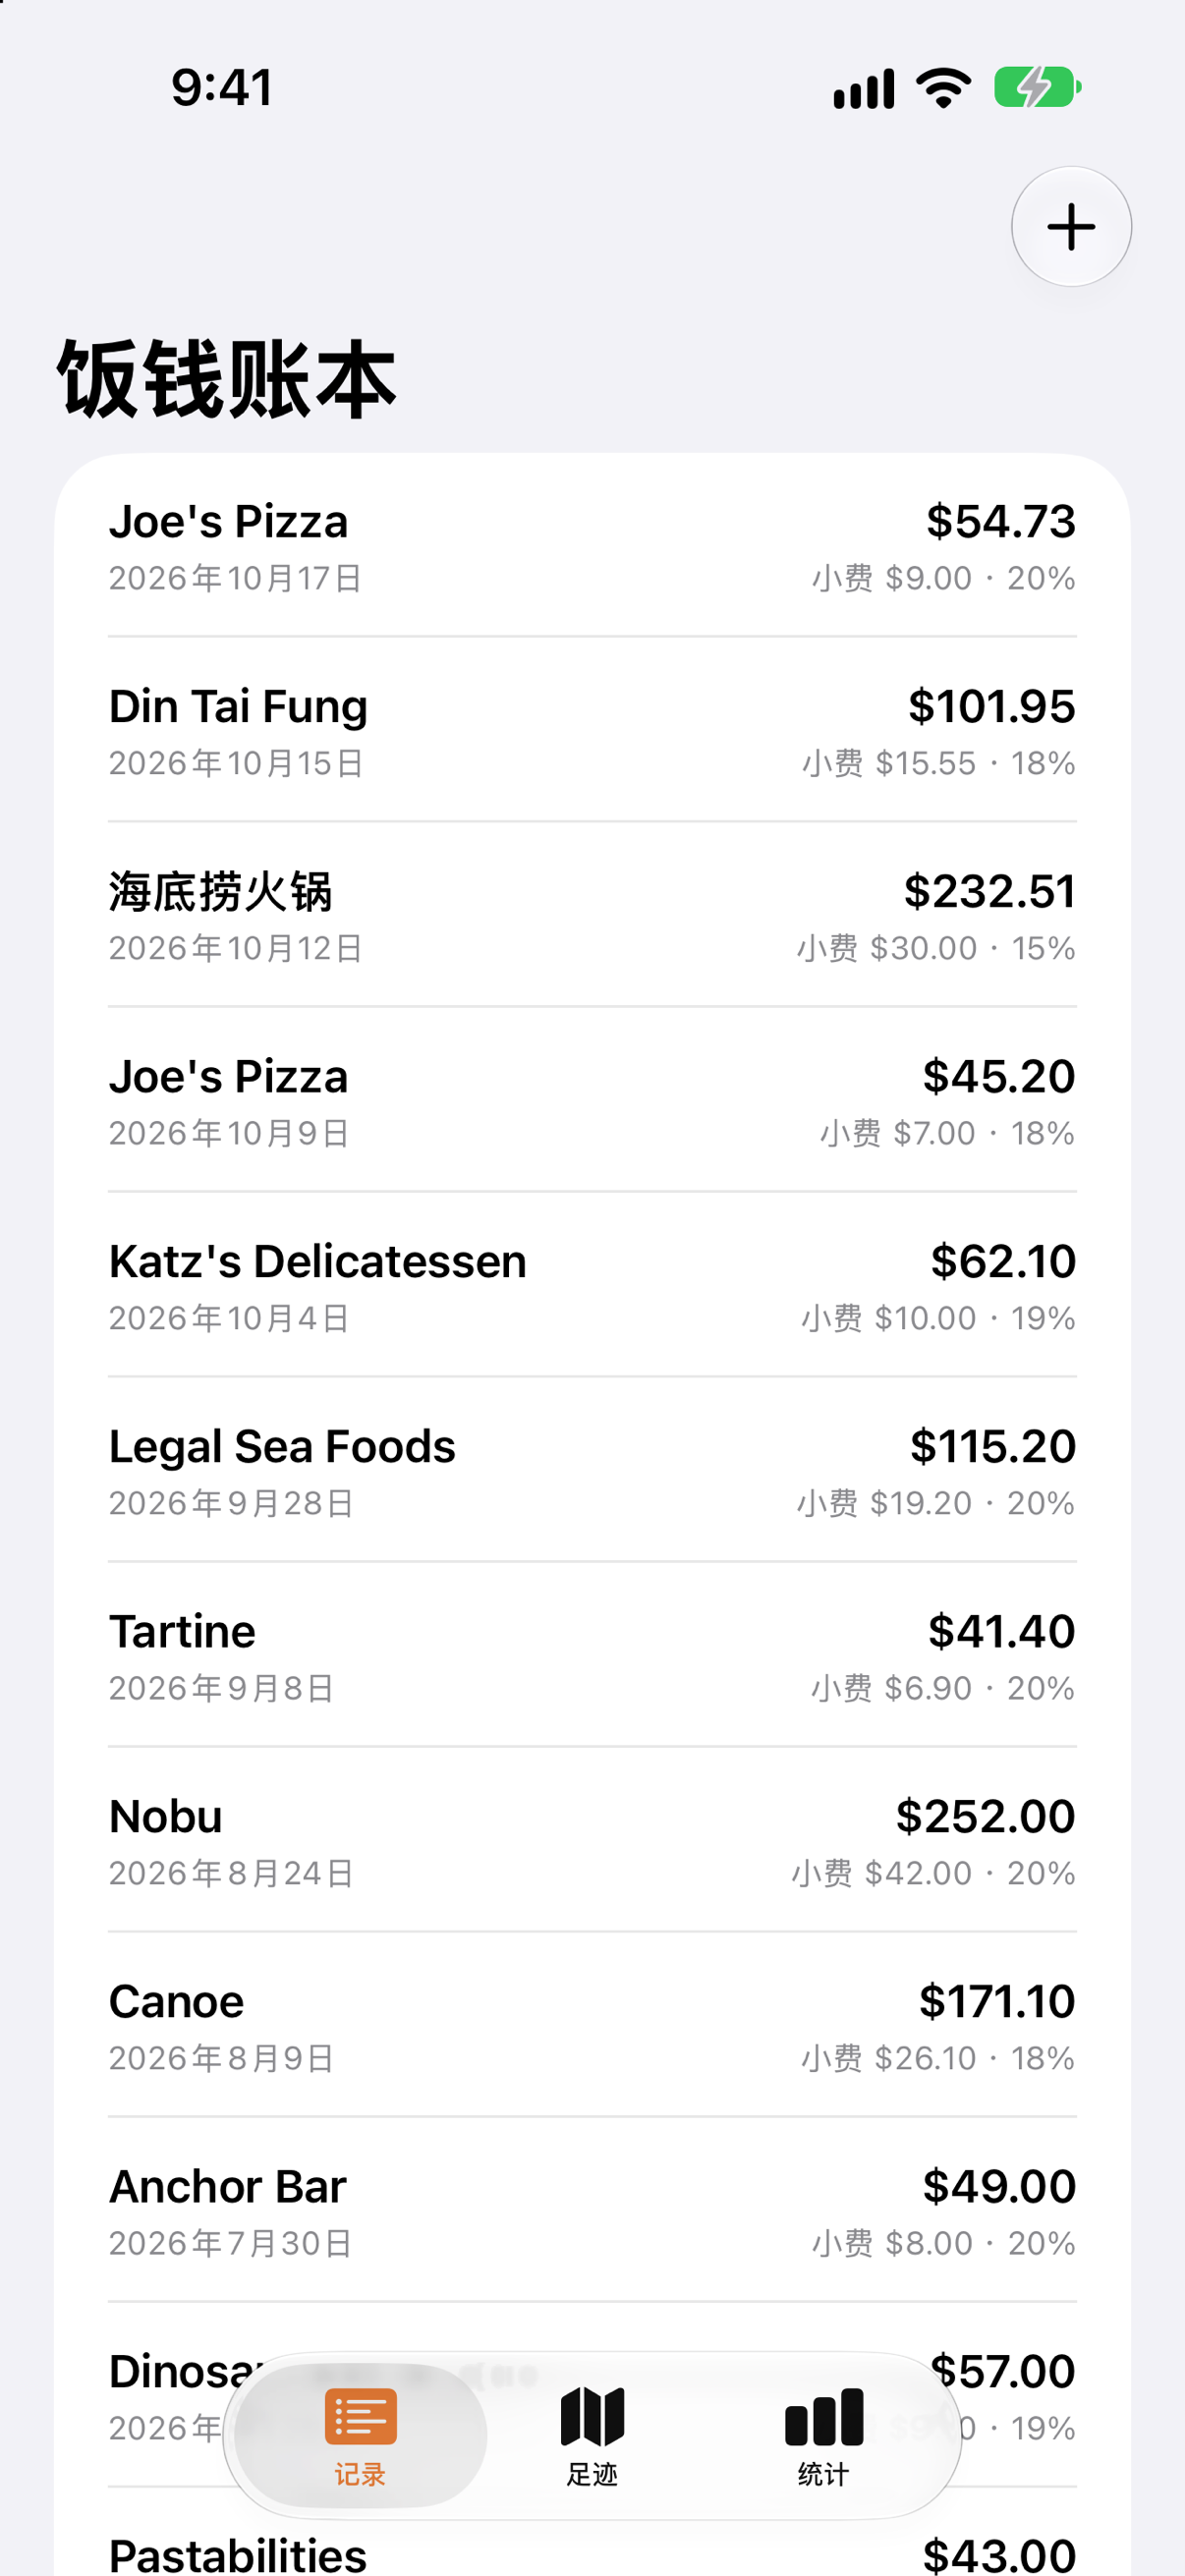 9:41
饭钱账本
Joe's Pizza $54.73
2026年10月17日 小费 $9.00 · 20%
Din Tai Fung $101.95
2026年10月15日 小费 $15.55 · 18%
海底捞火锅 $232.51
2026年10月12日 小费 $30.00 · 15%
Joe's Pizza $45.20
2026年10月9日 小费 $7.00 · 18%
Katz's Delicatessen $62.10
2026年10月4日 小费 $10.00 · 19%
Legal Sea Foods $115.20
2026年9月28日 小费 $19.20 · 20%
Tartine $41.40
2026年9月8日 小费 $6.90 · 20%
Nobu $252.00
2026年8月24日 小费 $42.00 · 20%
Canoe $171.10
2026年8月9日 小费 $26.10 · 18%
Anchor Bar $49.00
2026年7月30日 小费 $8.00 · 20%
$57.00
2026年 · 19%
记录 足迹 统计
Pastabilities $43.00